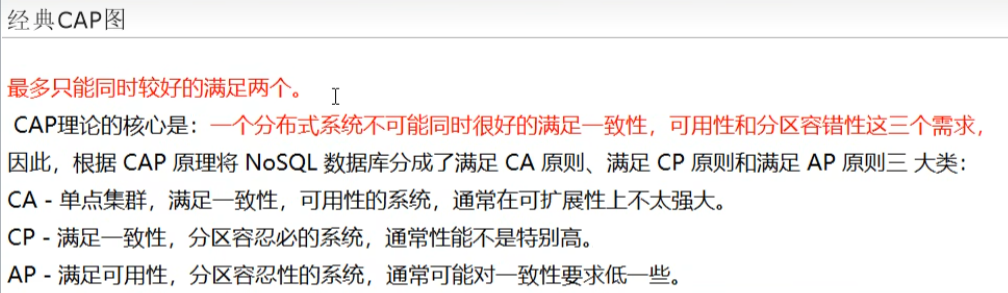 经典CAP图
最多只能同时较好的满足两个。
CAP理论的核心是：一个分布式系统不可能同时很好的满足一致性，可用性和分区容错性这三个需求，
因此，根据 CAP 原理将 NoSQL 数据库分成了满足 CA 原则、满足 CP 原则和满足 AP 原则三 大类：
CA - 单点集群，满足一致性，可用性的系统，通常在可扩展性上不太强大。
CP - 满足一致性，分区容忍必的系统，通常性能不是特别高。
AP - 满足可用性，分区容忍性的系统，通常可能对一致性要求低一些。